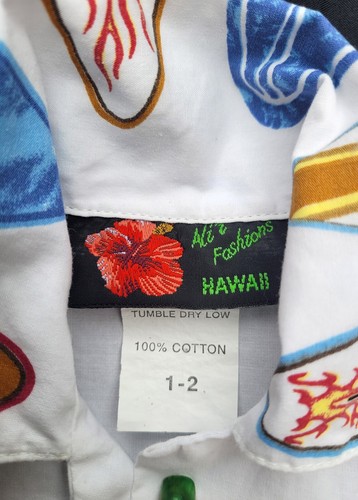 Ali'i
Fashions
HAWAII
TUMBLE DRY LOW
100% COTTON
1-2